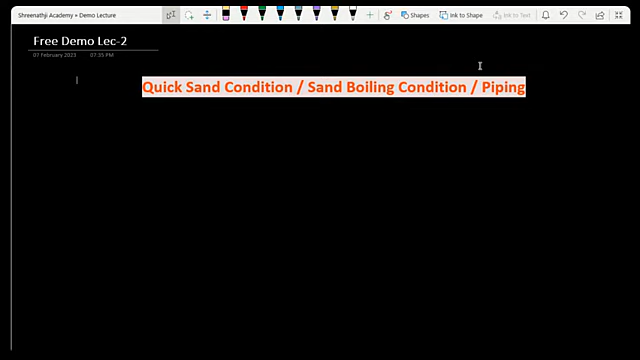 Shreenathji Academy » Demo Lecture
Shapes
Ink to Shape
Ink to Text
Free Demo Lec-2
07 February 2023 07:35 PM
Quick Sand Condition / Sand Boiling Condition / Piping